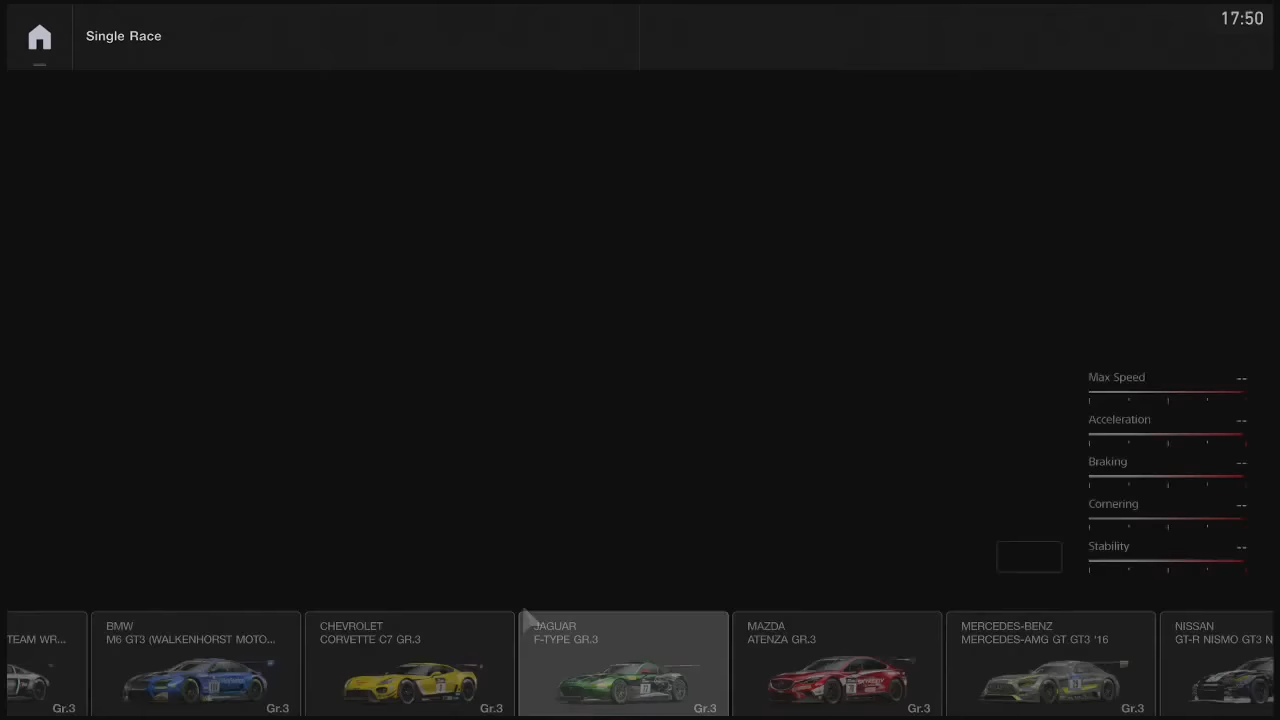 17:50
Single Race
Max Speed --
Acceleration --
Braking --
Cornering --
Stability --
TEAM WR...
Gr.3
BMW
M6 GT3 (WALKENHORST MOTO...
Gr.3
CHEVROLET
CORVETTE C7 GR.3
Gr.3
JAGUAR
F-TYPE GR.3
Gr.3
MAZDA
ATENZA GR.3
Gr.3
MERCEDES-BENZ
MERCEDES-AMG GT GT3 '16
Gr.3
NISSAN
GT-R NISMO GT3 N